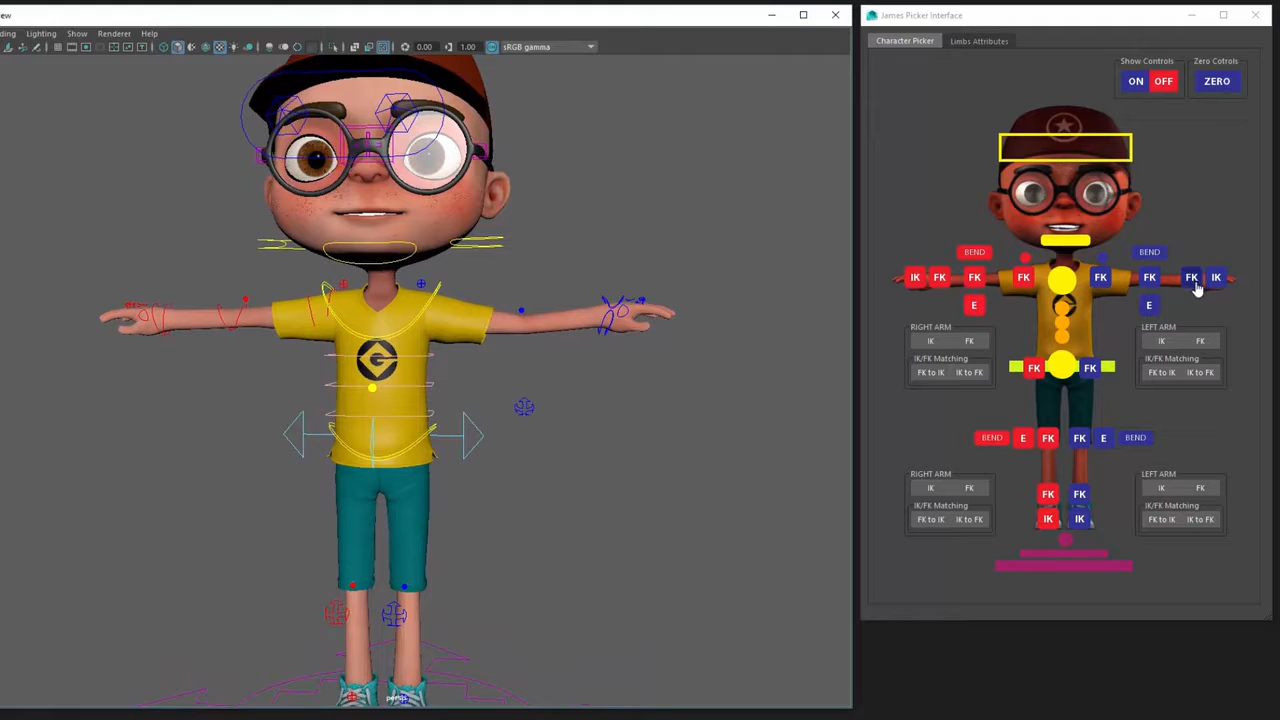 ew
ding Lighting Show Renderer Help
0.00 1.00 sRGB gamma
G
James Picker Interface
Character Picker Limbs Attributes
Show Controls Zero Cotrols
ON OFF ZERO
BEND BEND
IK FK FK FK FK FK FK IK
E E
RIGHT ARM LEFT ARM
IK FK IK FK
IK/FK Matching IK/FK Matching
FK to IK IK to FK FK to IK IK to FK
FK FK
BEND E FK FK E BEND
RIGHT ARM LEFT ARM
IK FK IK FK
FK FK
IK/FK Matching IK/FK Matching
FK to IK IK to FK IK IK FK to IK IK to FK